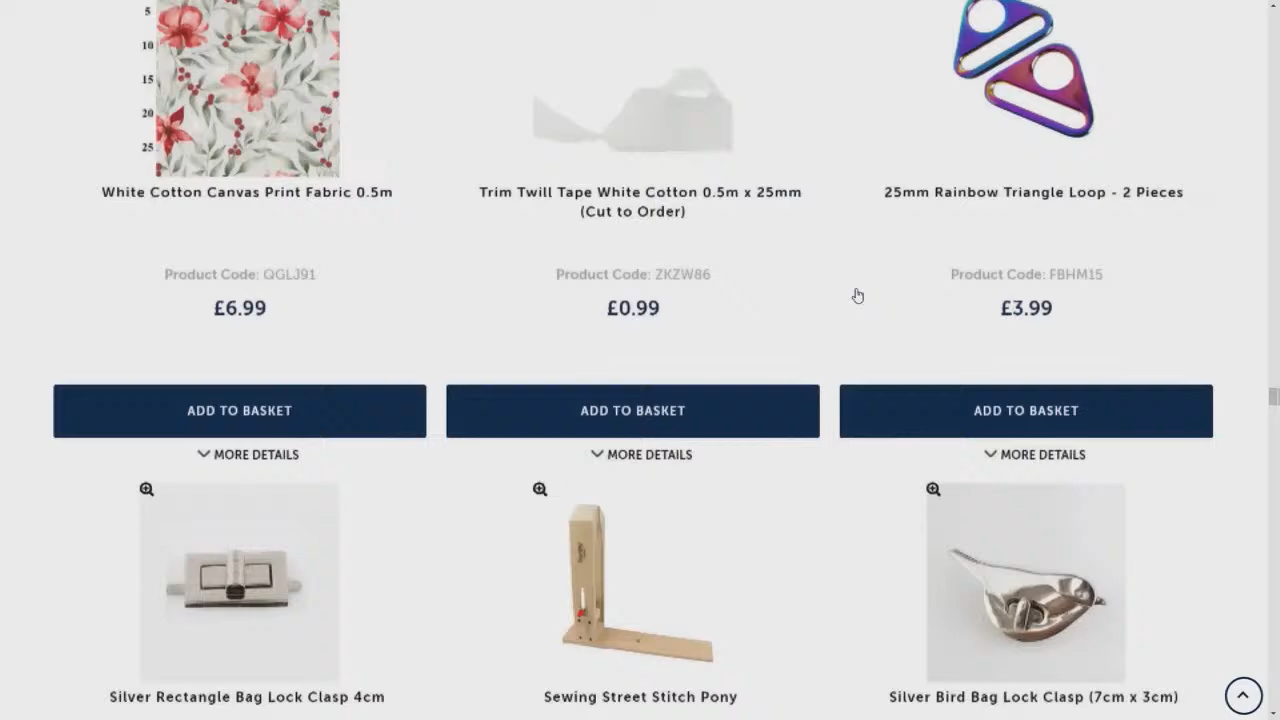 5
10
15
20
25
White Cotton Canvas Print Fabric 0.5m
Trim Twill Tape White Cotton 0.5m x 25mm
(Cut to Order)
25mm Rainbow Triangle Loop - 2 Pieces
Product Code: QGLJ91
Product Code: ZKZW86
Product Code: FBHM15
£6.99
£0.99
£3.99
ADD TO BASKET
ADD TO BASKET
ADD TO BASKET
MORE DETAILS
MORE DETAILS
MORE DETAILS
Silver Rectangle Bag Lock Clasp 4cm
Sewing Street Stitch Pony
Silver Bird Bag Lock Clasp (7cm x 3cm)